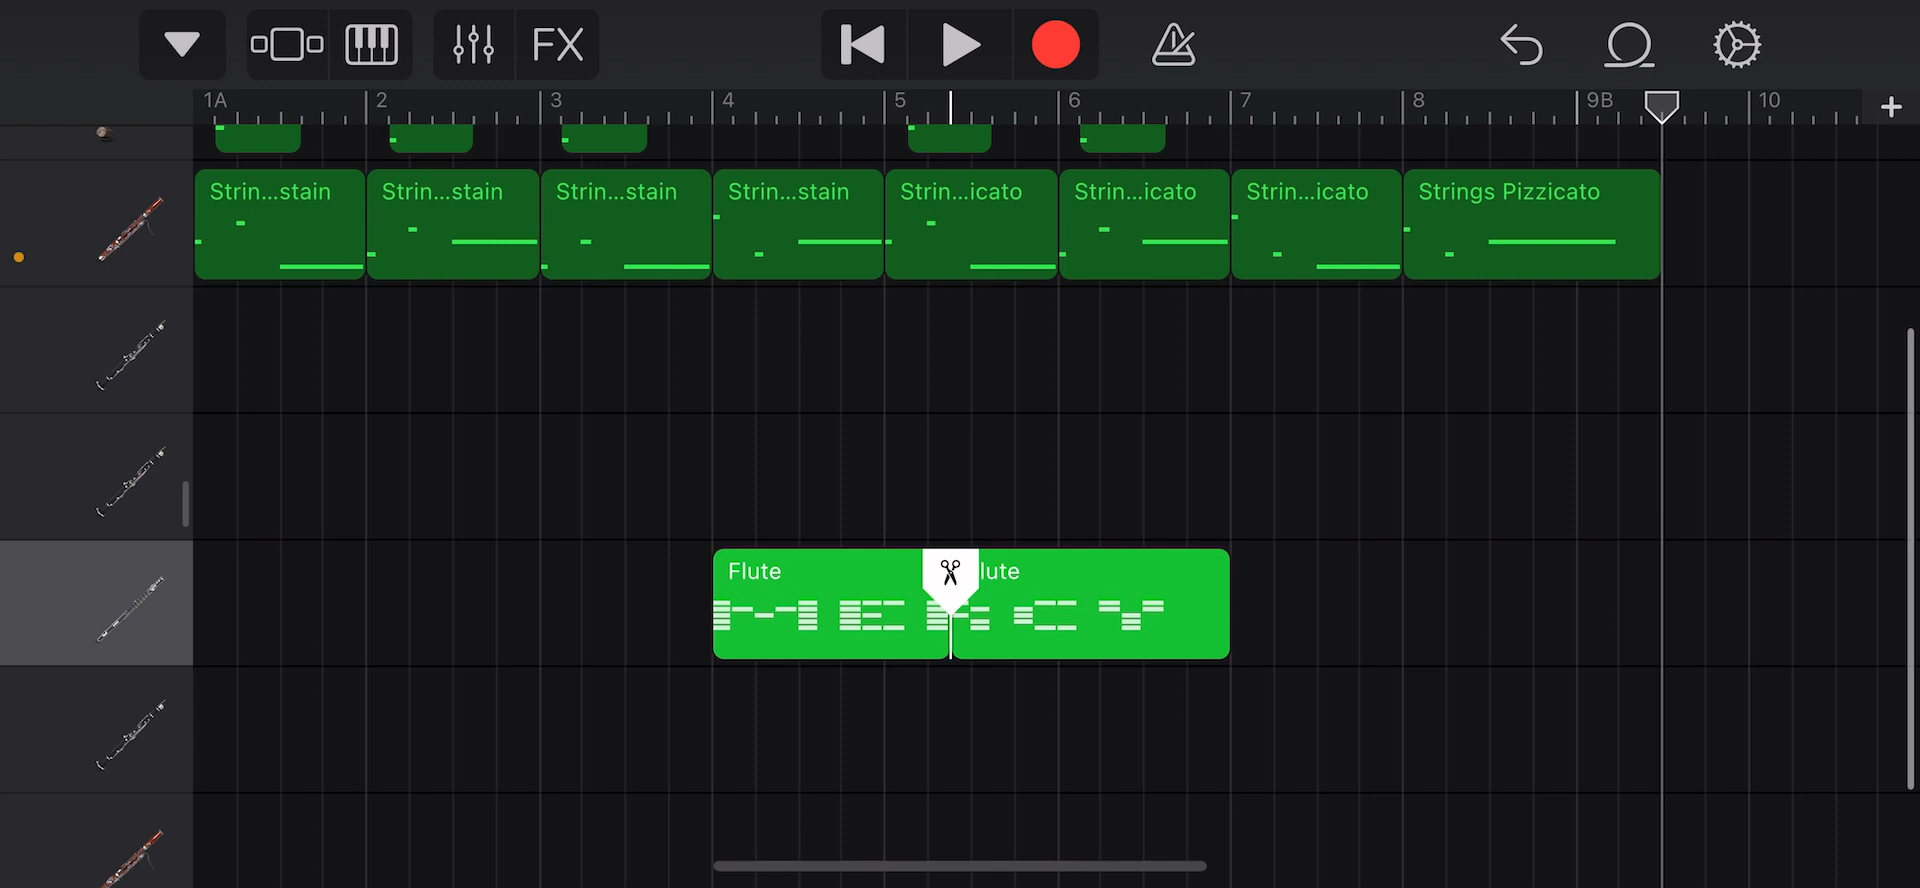 FX
1A 2 3 4 5 6 7 8 9B 10
Strin...stain Strin...stain Strin...stain Strin...stain Strin...icato Strin...icato Strin...icato Strings Pizzicato
Flute lute
MERCY